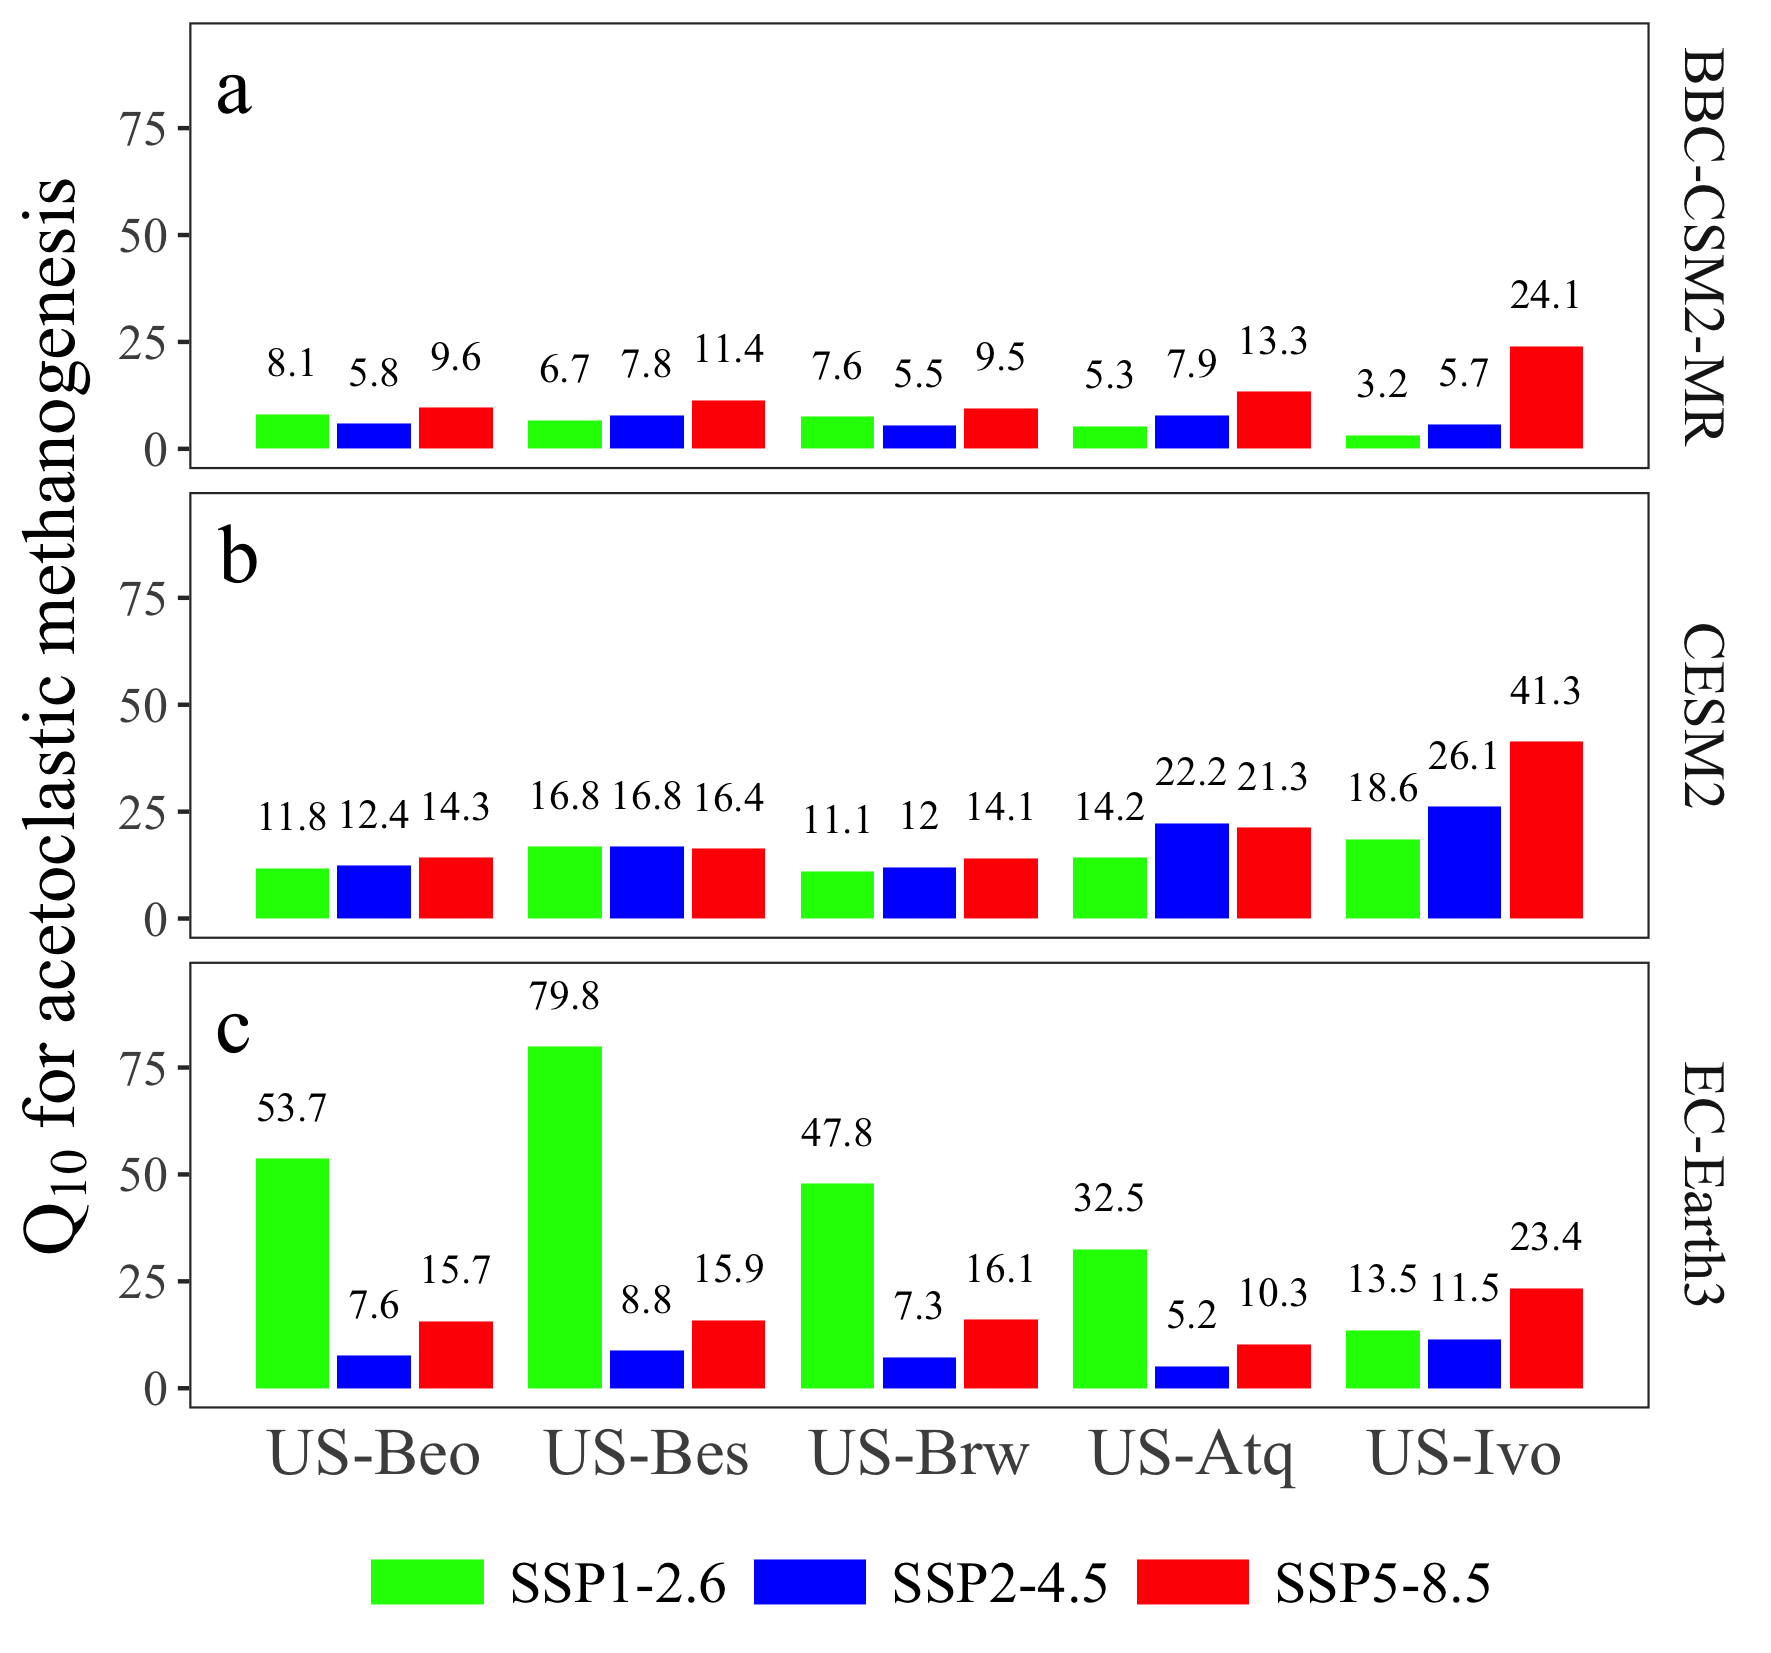 Q10 for acetoclastic methanogenesis
a
75
50
25
0
8.1 5.8 9.6 6.7 7.8 11.4 7.6 5.5 9.5 5.3 7.9 13.3 3.2 5.7 24.1
BBC-CSM2-MR
b
75
50
25
0
11.8 12.4 14.3 16.8 16.8 16.4 11.1 12 14.1 14.2 22.2 21.3 18.6 26.1 41.3
CESM2
c
75
50
25
0
53.7 7.6 15.7 79.8 8.8 15.9 47.8 7.3 16.1 32.5 5.2 10.3 13.5 11.5 23.4
EC-Earth3
US-Beo US-Bes US-Brw US-Atq US-Ivo
SSP1-2.6 SSP2-4.5 SSP5-8.5